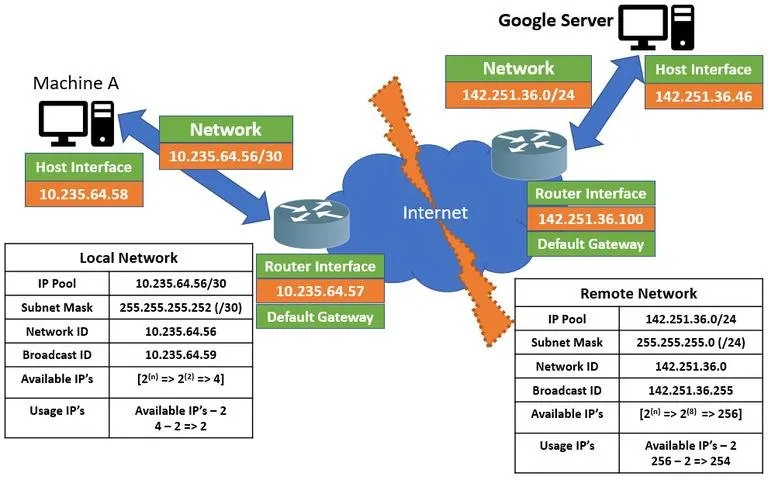 Google Server
Network
142.251.36.0/24
Host Interface
142.251.36.46
Machine A
Network
10.235.64.56/30
Host Interface
10.235.64.58
Internet
Router Interface
142.251.36.100
Default Gateway
Router Interface
10.235.64.57
Default Gateway
Local Network
IP Pool 10.235.64.56/30
Subnet Mask 255.255.255.252 (/30)
Network ID 10.235.64.56
Broadcast ID 10.235.64.59
Available IP's [2(n) => 2(2) => 4]
Usage IP's Available IP's – 2
4 – 2 => 2
Remote Network
IP Pool 142.251.36.0/24
Subnet Mask 255.255.255.0 (/24)
Network ID 142.251.36.0
Broadcast ID 142.251.36.255
Available IP's [2(n) => 2(8) => 256]
Usage IP's Available IP's – 2
256 – 2 => 254